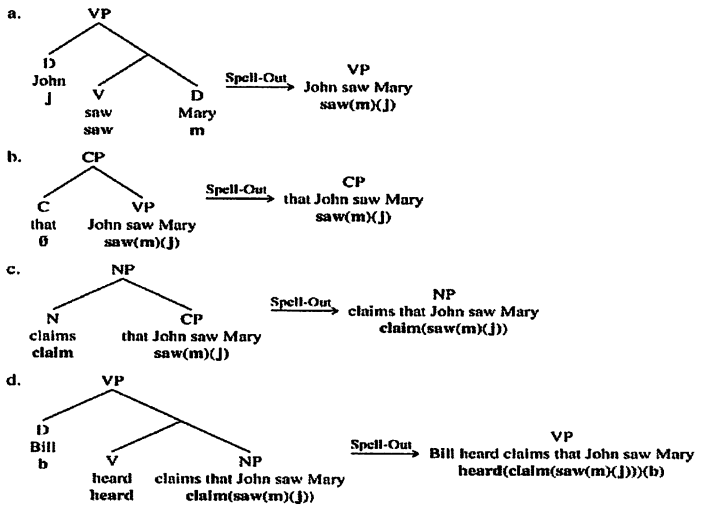 a. VP
D
John
j
V
saw
saw
D
Mary
m
Spell-Out
VP
John saw Mary
saw(m)(j)
b. CP
C
that
Ø
VP
John saw Mary
saw(m)(j)
Spell-Out
CP
that John saw Mary
saw(m)(j)
c. NP
N
claims
claim
CP
that John saw Mary
saw(m)(j)
Spell-Out
NP
claims that John saw Mary
claim(saw(m)(j))
d. VP
D
Bill
b
V
heard
heard
NP
claims that John saw Mary
claim(saw(m)(j))
Spell-Out
VP
Bill heard claims that John saw Mary
heard(claim(saw(m)(j)))(b)